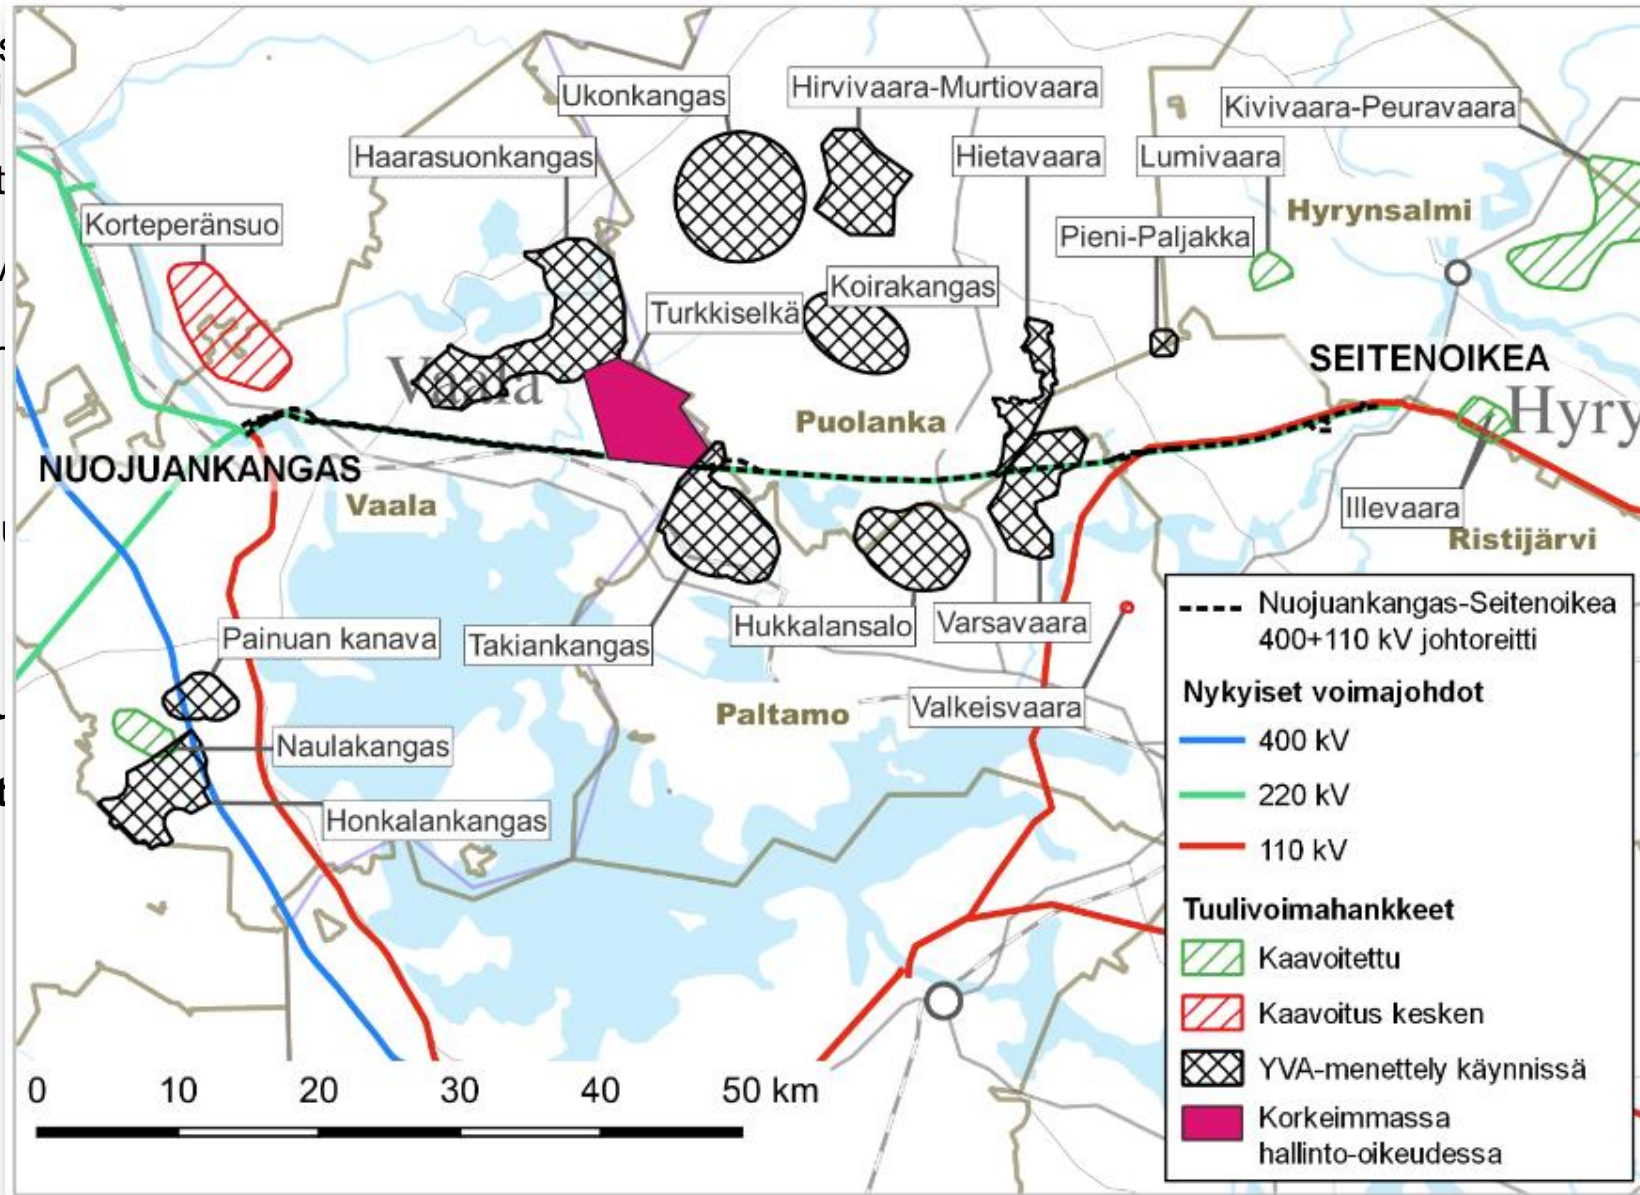 Ukonkangas
Hirvivaara-Murtiovaara
Kivivaara-Peuravaara
Haarasuonkangas
Hietavaara
Lumivaara
Korteperänsuo
Hyrynsalmi
Pieni-Paljakka
Koirakangas
Turkkiselkä
SEITENOIKEA
Vaala
Puolanka
Hyry
NUOJUANKANGAS
Vaala
Illevaara
Ristijärvi
Painuan kanava
Takiankangas
Hukkalansalo
Varsavaara
Valkeisvaara
Paltamo
Naulakangas
Honkalankangas
Nuojuankangas-Seitenoikea
400+110 kV johtoreitti
Nykyiset voimajohdot
400 kV
220 kV
110 kV
Tuulivoimahankkeet
Kaavoitettu
Kaavoitus kesken
YVA-menettely käynnissä
Korkeimmassa
hallinto-oikeudessa
0 10 20 30 40 50 km